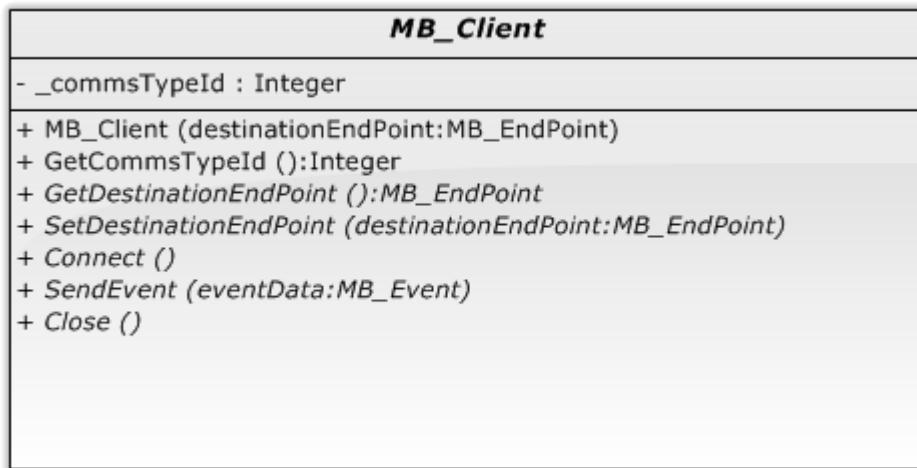 MB_Client
- _commsTypeId : Integer
+ MB_Client (destinationEndPoint:MB_EndPoint)
+ GetCommsTypeId ():Integer
+ GetDestinationEndPoint ():MB_EndPoint
+ SetDestinationEndPoint (destinationEndPoint:MB_EndPoint)
+ Connect ()
+ SendEvent (eventData:MB_Event)
+ Close ()